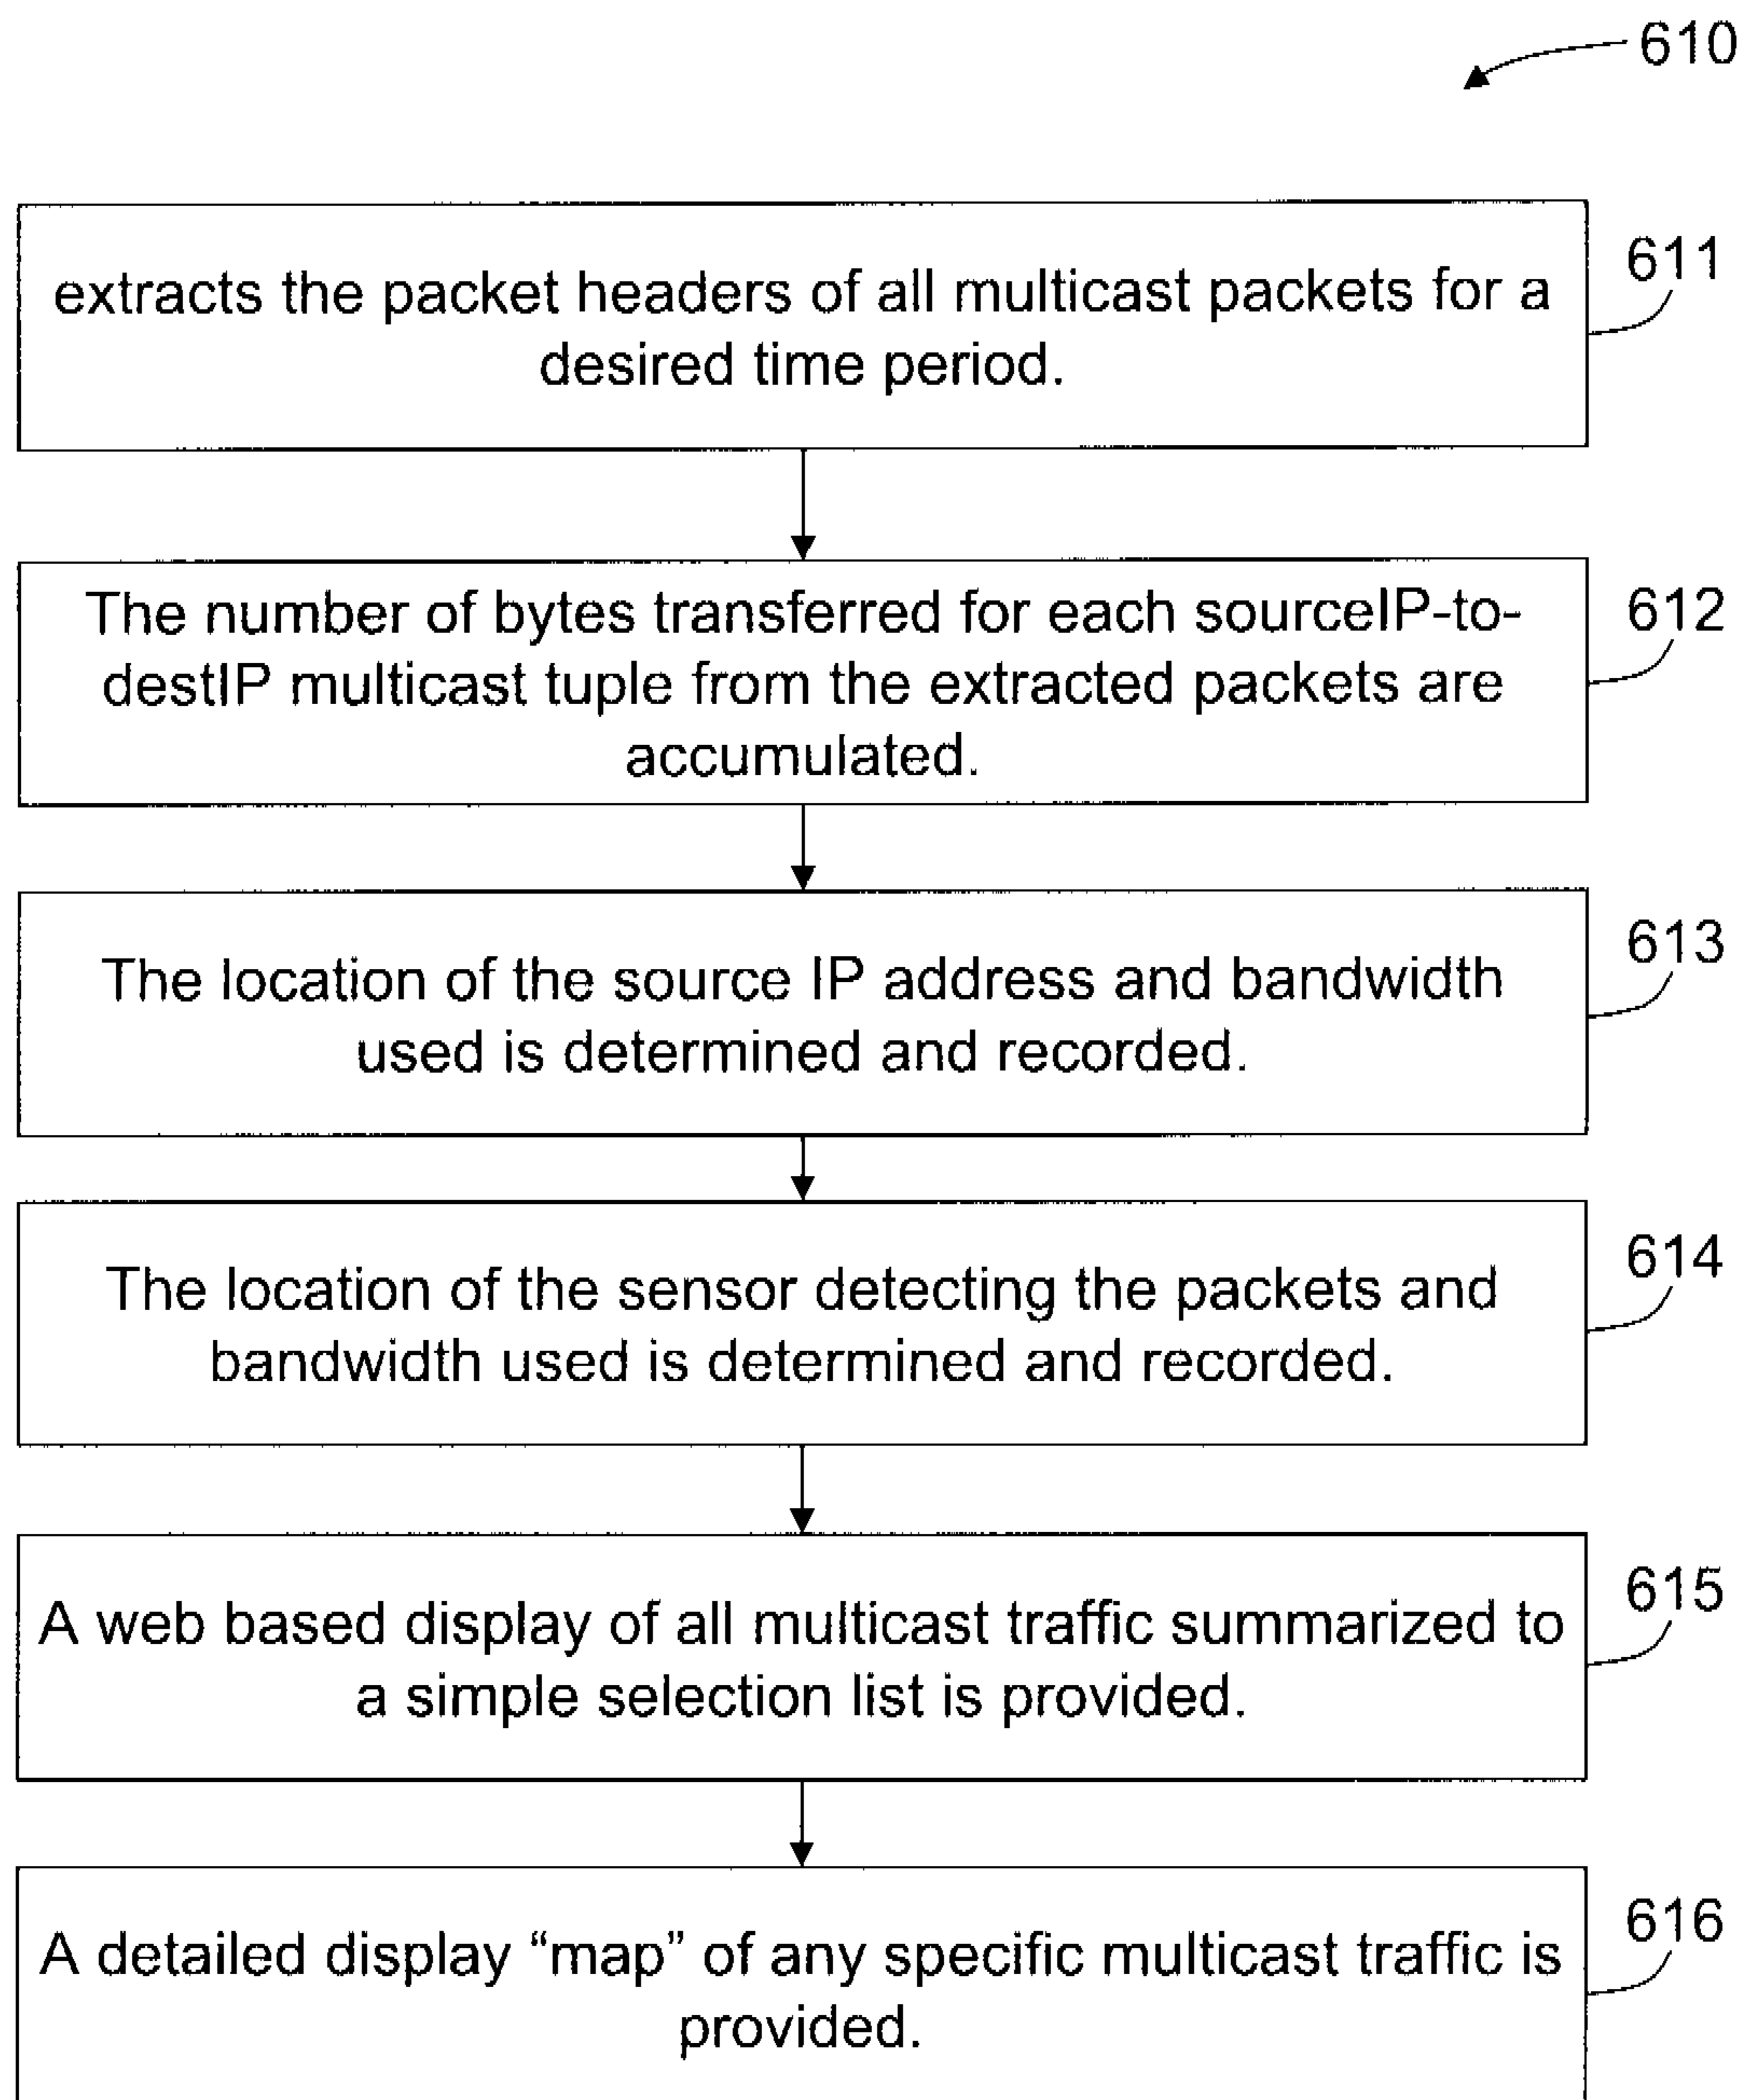 610
extracts the packet headers of all multicast packets for a
desired time period.
611
The number of bytes transferred for each sourceIP-to-
destIP multicast tuple from the extracted packets are
accumulated.
612
The location of the source IP address and bandwidth
used is determined and recorded.
613
The location of the sensor detecting the packets and
bandwidth used is determined and recorded.
614
A web based display of all multicast traffic summarized to
a simple selection list is provided.
615
A detailed display “map” of any specific multicast traffic is
provided.
616